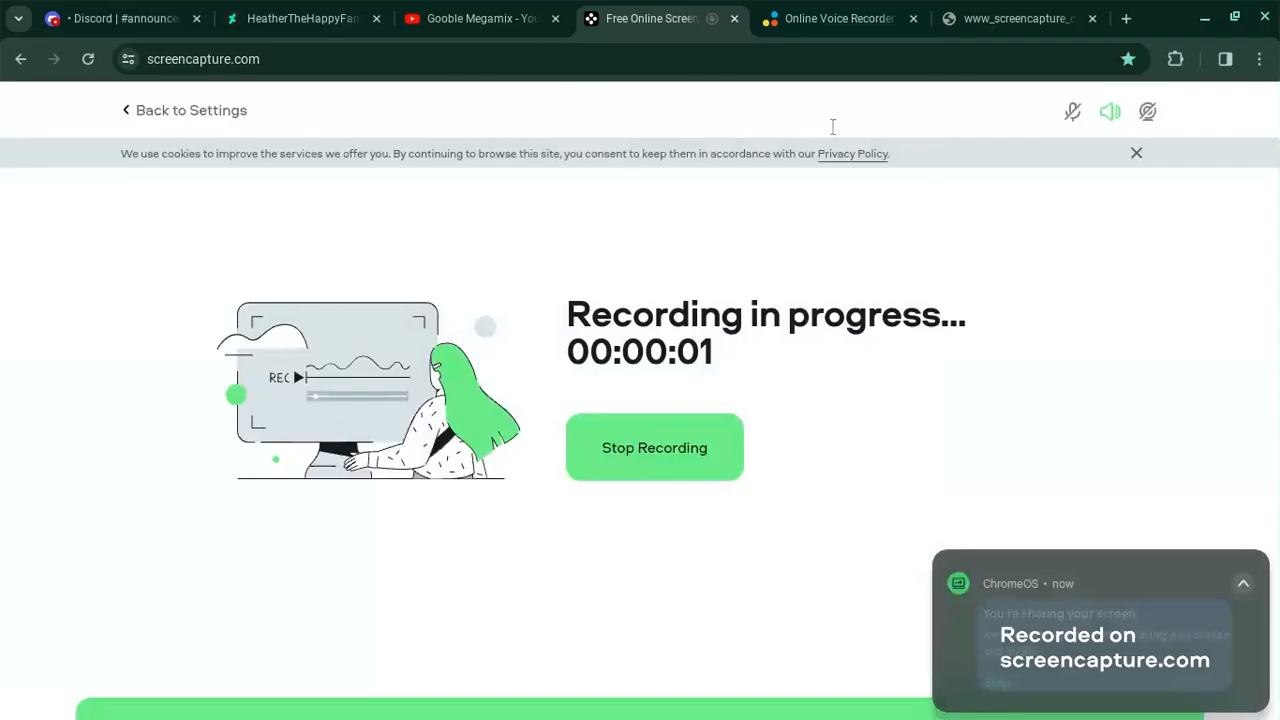 • Discord | #announce
HeatherTheHappyFan
Gooble Megamix - You
Free Online Screen
Online Voice Recorder
www_screencapture_c
screencapture.com
Back to Settings
We use cookies to improve the services we offer you. By continuing to browse this site, you consent to keep them in accordance with our Privacy Policy.
Recording in progress...
00:00:01
REC
Stop Recording
ChromeOS • now
You're sharing your screen
Recorded on
screencapture.com
Stop